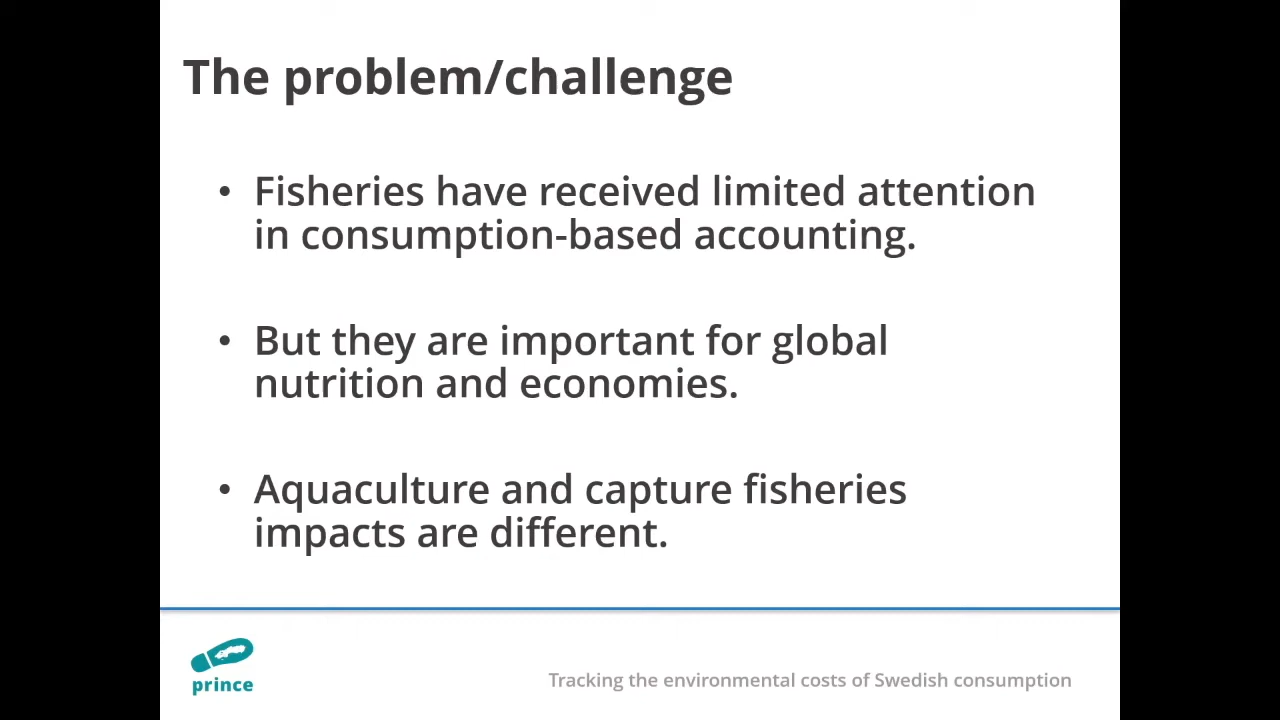 The problem/challenge
• Fisheries have received limited attention
in consumption-based accounting.
• But they are important for global
nutrition and economies.
• Aquaculture and capture fisheries
impacts are different.
prince
Tracking the environmental costs of Swedish consumption